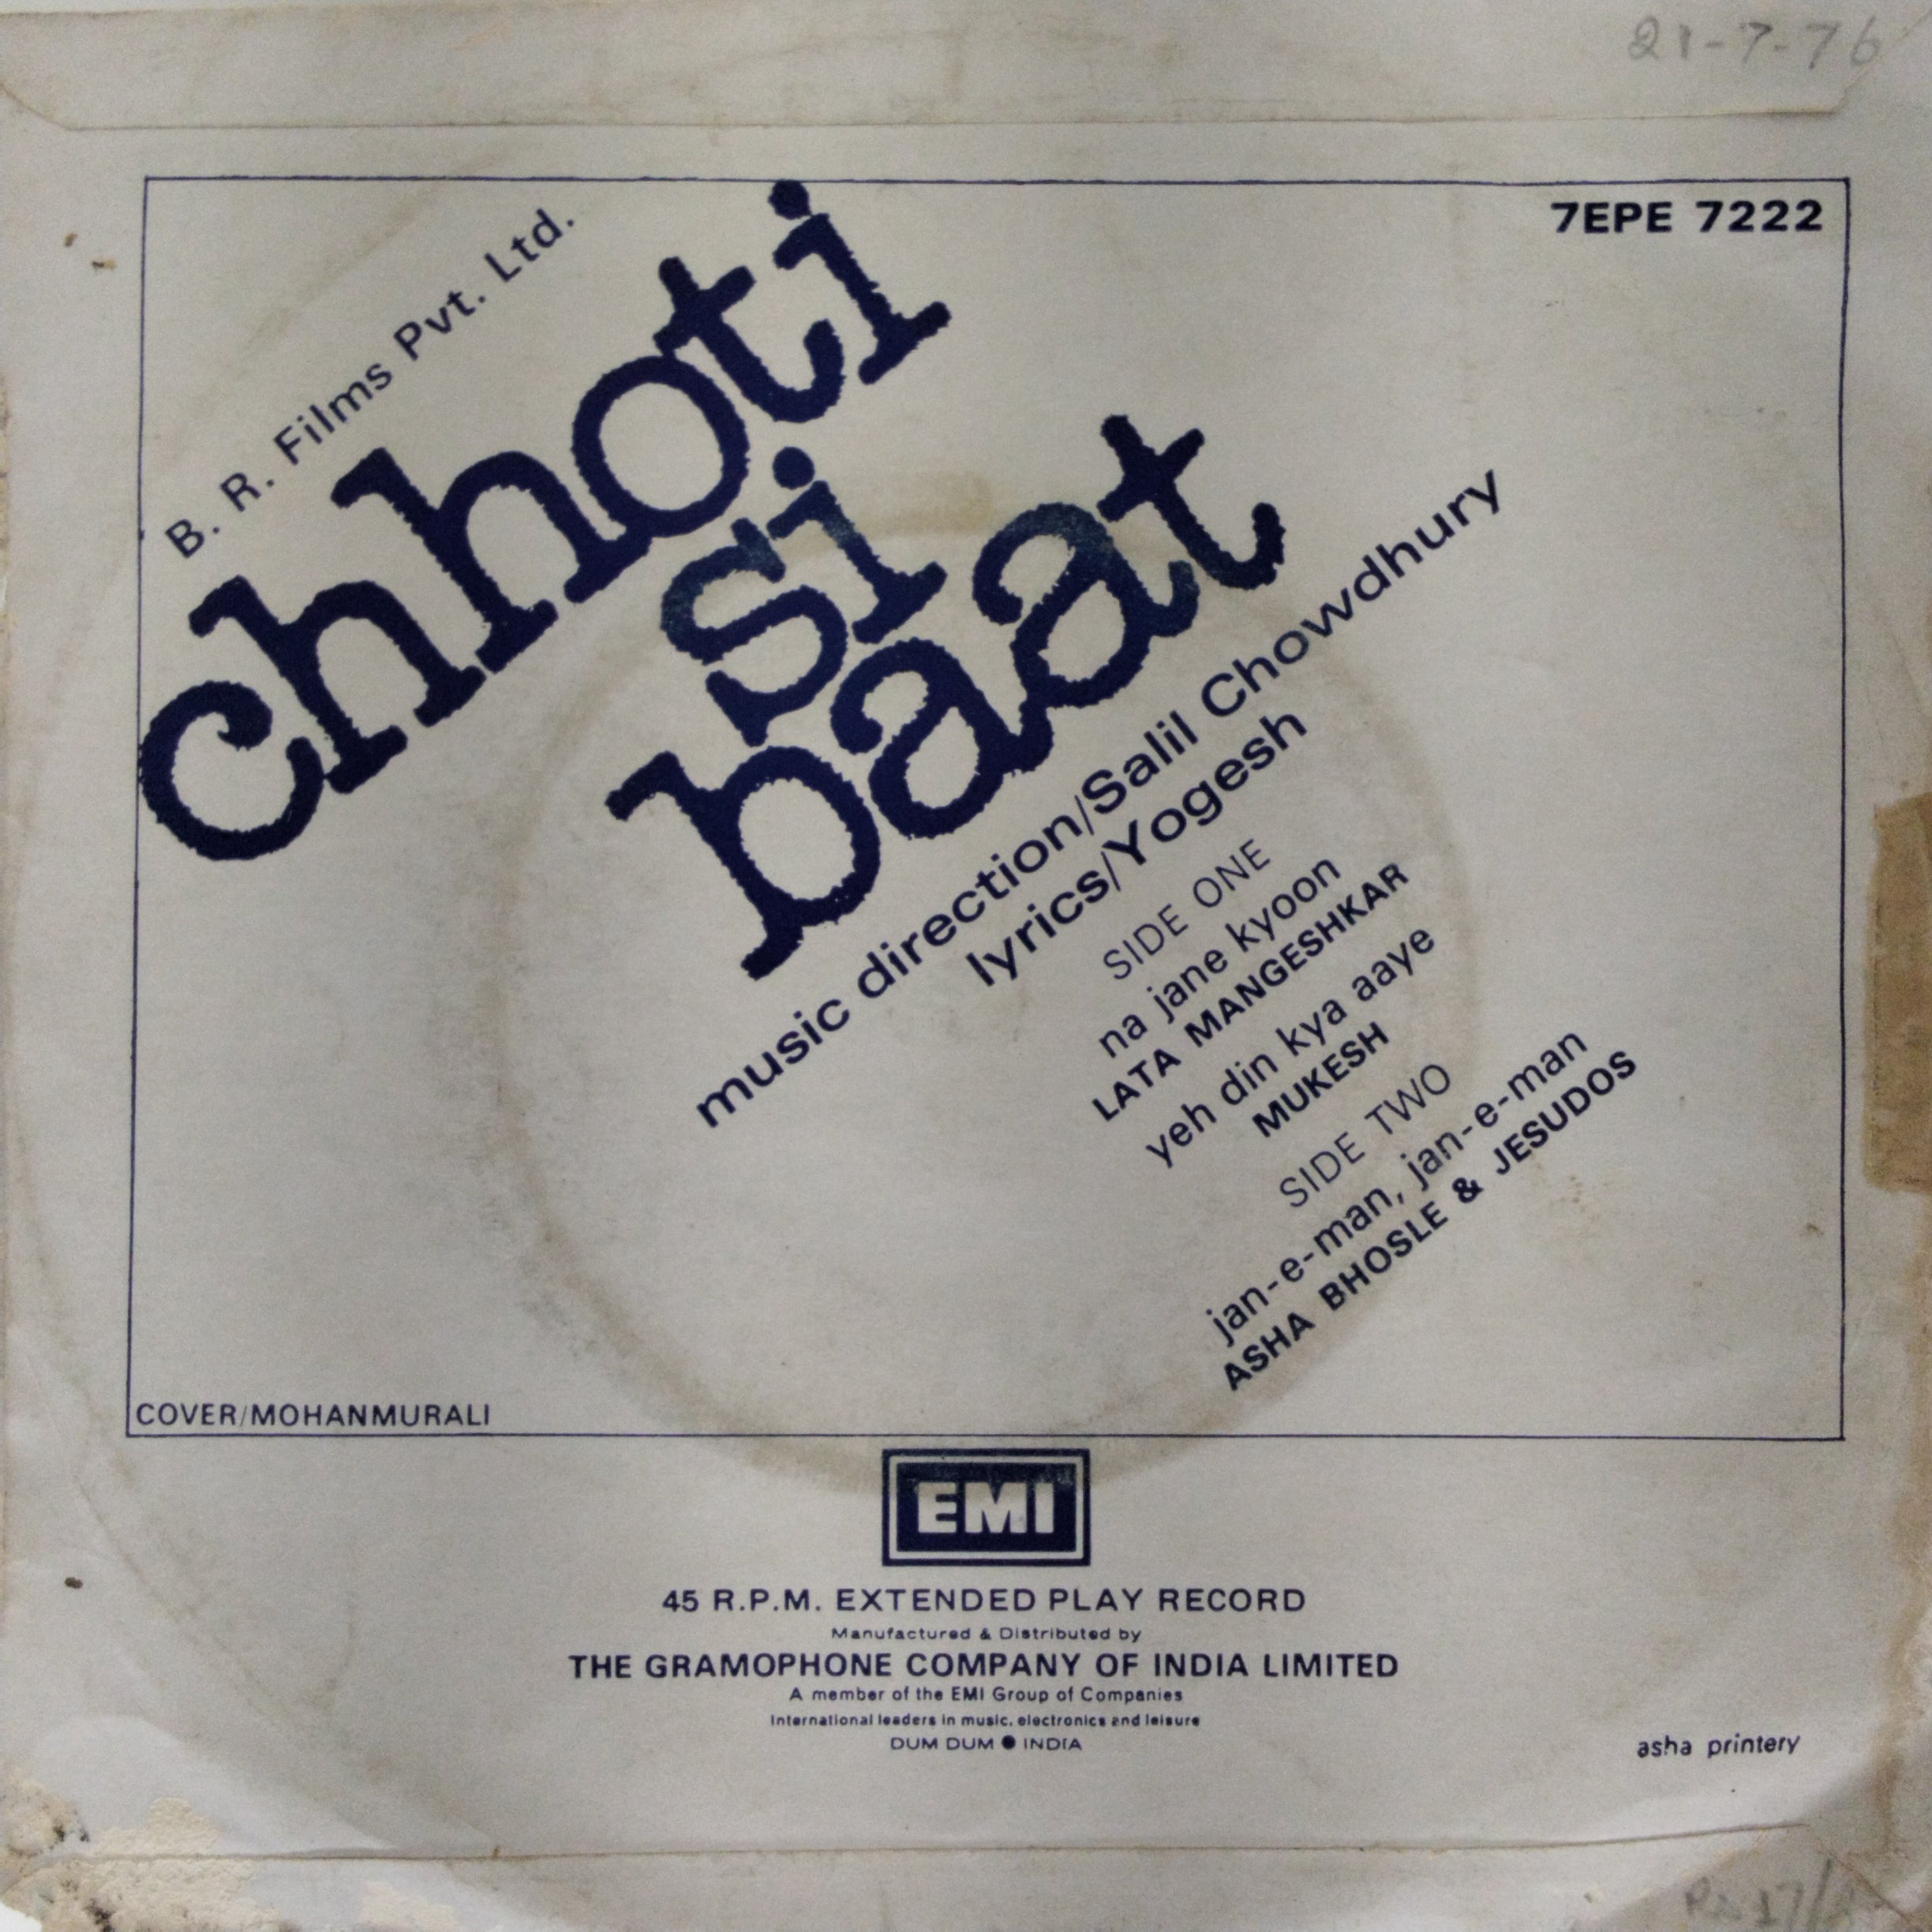 21-7-76
7EPE 7222
B. R. Films Pvt. Ltd.
chhoti
si
baat
music direction/Salil Chowdhury
lyrics/Yogesh
SIDE ONE
na jane kyoon
LATA MANGESHKAR
yeh din kya aaye
MUKESH
SIDE TWO
jan-e-man, jan-e-man
ASHA BHOSLE & JESUDOS
COVER/MOHANMURALI
EMI
45 R.P.M. EXTENDED PLAY RECORD
Manufactured & Distributed by
THE GRAMOPHONE COMPANY OF INDIA LIMITED
A member of the EMI Group of Companies
International leaders in music, electronics and leisure
DUM DUM ● INDIA
asha printery